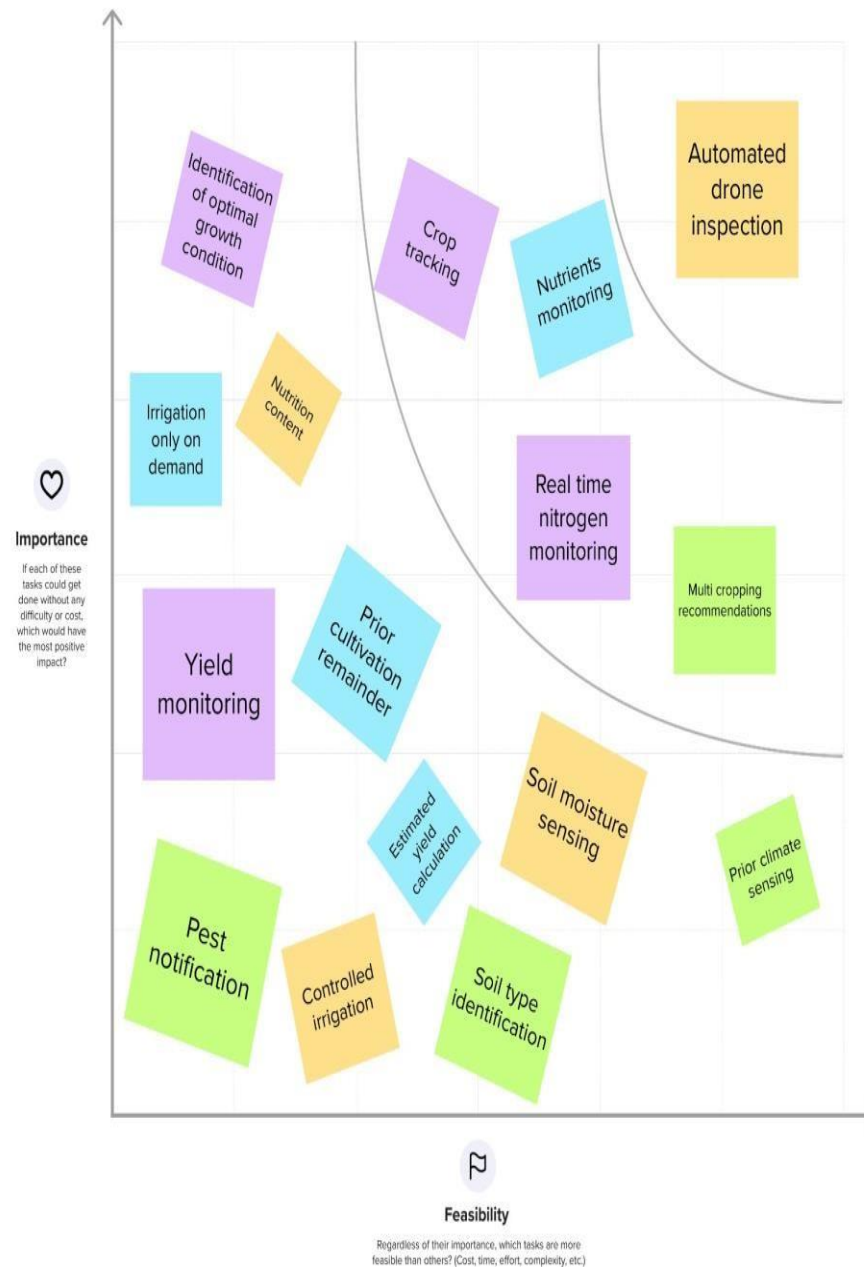 Identification
of optimal
growth
condition
Crop
tracking
Nutrients
monitoring
Automated
drone
inspection
Irrigation
only on
demand
Nutrition
content
Real time
nitrogen
monitoring
Multi cropping
recommendations
Importance
If each of these
tasks could get
done without any
difficulty or cost,
which would have
the most positive
impact?
Yield
monitoring
Prior
cultivation
remainder
Estimated
yield
calculation
Soil moisture
sensing
Prior climate
sensing
Pest
notification
Controlled
irrigation
Soil type
identification
Feasibility
Regardless of their importance, which tasks are more
feasible than others? (Cost, time, effort, complexity, etc.)